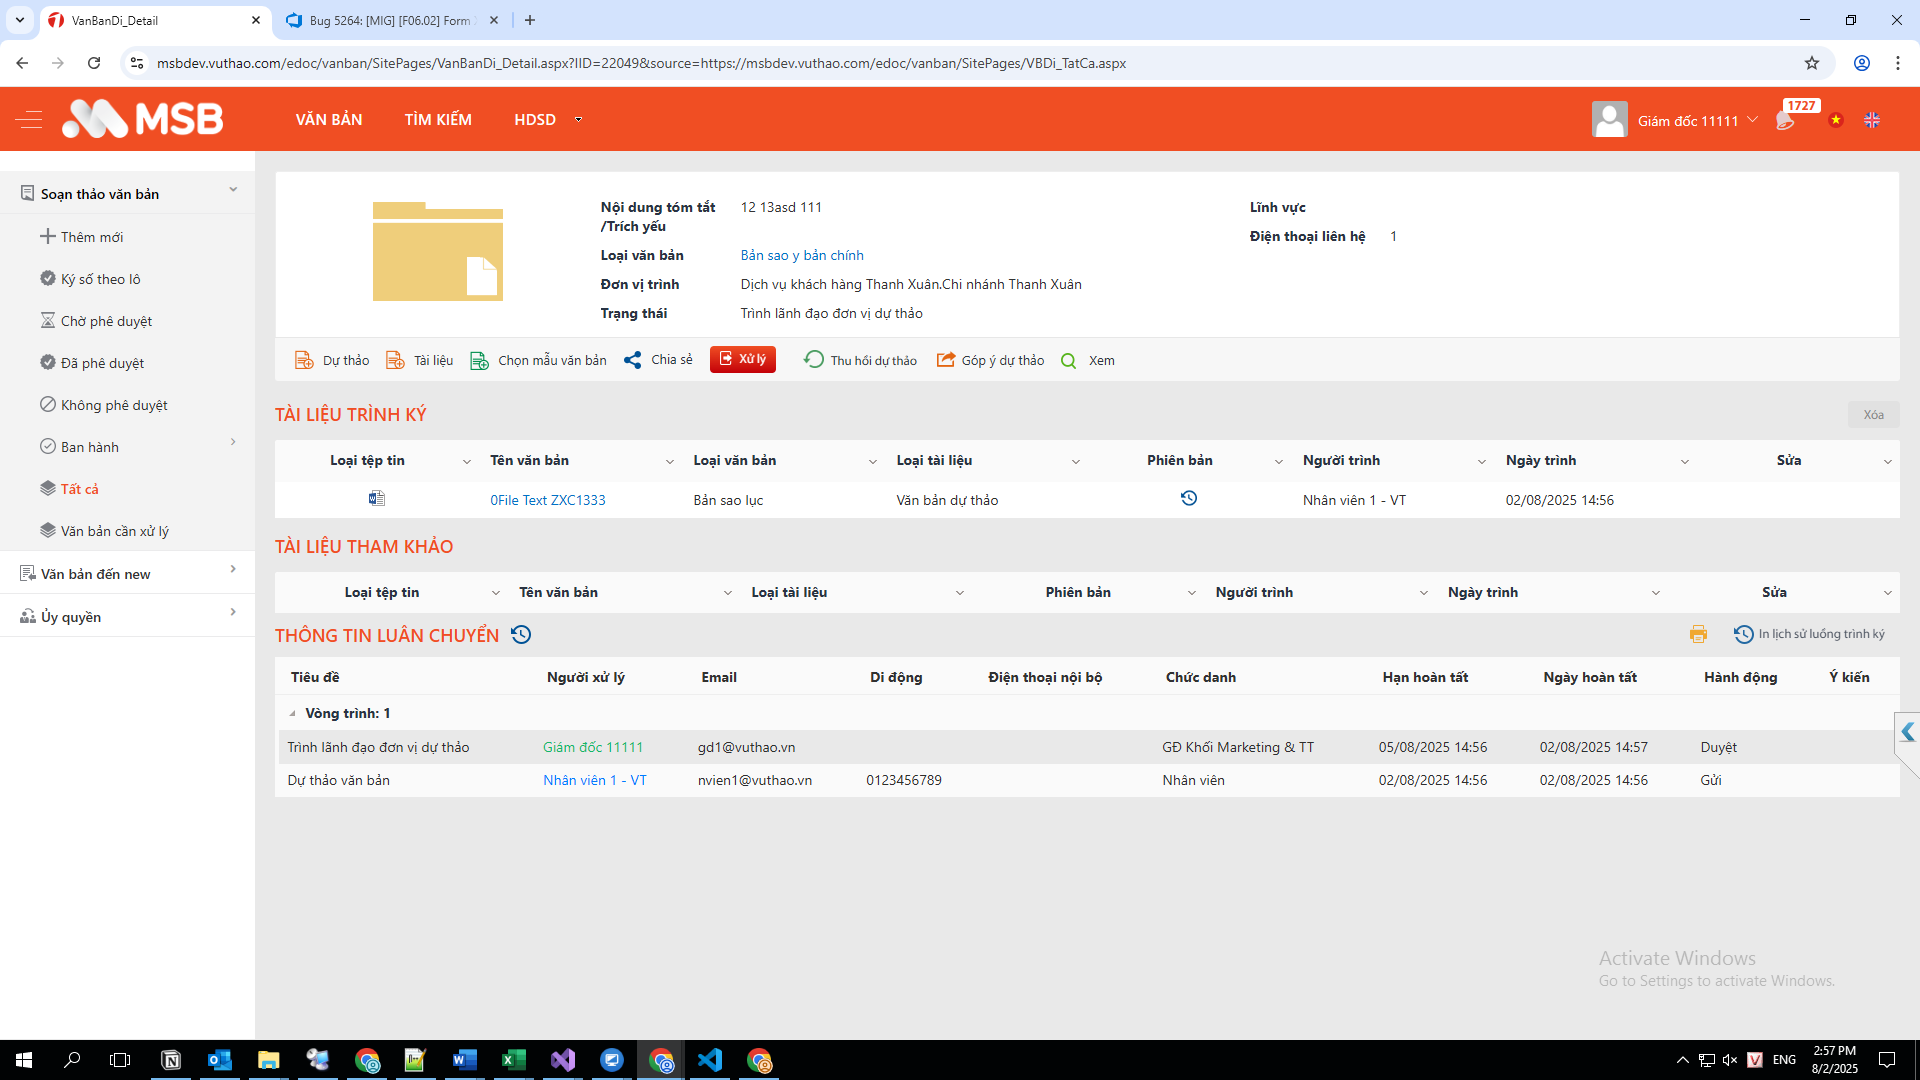 VanBanDi_Detail
Bug 5264: [MIG] [F06.02] Form
msbdev.vuthao.com/edoc/vanban/SitePages/VanBanDi_Detail.aspx?IID=22049&source=https://msbdev.vuthao.com/edoc/vanban/SitePages/VBDi_TatCa.aspx
MSB
VĂN BẢN
TÌM KIẾM
HDSD
Giám đốc 11111
1727
Soạn thảo văn bản
Thêm mới
Ký số theo lô
Chờ phê duyệt
Đã phê duyệt
Không phê duyệt
Ban hành
Tất cả
Văn bản cần xử lý
Văn bản đến new
Ủy quyền
Nội dung tóm tắt
/Trích yếu
12 13asd 111
Loại văn bản
Bản sao y bản chính
Đơn vị trình
Dịch vụ khách hàng Thanh Xuân.Chi nhánh Thanh Xuân
Trạng thái
Trình lãnh đạo đơn vị dự thảo
Lĩnh vực
Điện thoại liên hệ 1
Dự thảo
Tài liệu
Chọn mẫu văn bản
Chia sẻ
Xử lý
Thu hồi dự thảo
Góp ý dự thảo
Xem
TÀI LIỆU TRÌNH KÝ
Xóa
Loại tệp tin Tên văn bản Loại văn bản Loại tài liệu Phiên bản Người trình Ngày trình Sửa
0File Text ZXC1333 Bản sao lục Văn bản dự thảo Nhân viên 1 - VT 02/08/2025 14:56
TÀI LIỆU THAM KHẢO
Loại tệp tin Tên văn bản Loại tài liệu Phiên bản Người trình Ngày trình Sửa
THÔNG TIN LUÂN CHUYỂN
In lịch sử luồng trình ký
Tiêu đề Người xử lý Email Di động Điện thoại nội bộ Chức danh Hạn hoàn tất Ngày hoàn tất Hành động Ý kiến
Vòng trình: 1
Trình lãnh đạo đơn vị dự thảo Giám đốc 11111 gd1@vuthao.vn GĐ Khối Marketing & TT 05/08/2025 14:56 02/08/2025 14:57 Duyệt
Dự thảo văn bản Nhân viên 1 - VT nvien1@vuthao.vn 0123456789 Nhân viên 02/08/2025 14:56 02/08/2025 14:56 Gửi
Activate Windows
Go to Settings to activate Windows.
ENG
2:57 PM
8/2/2025